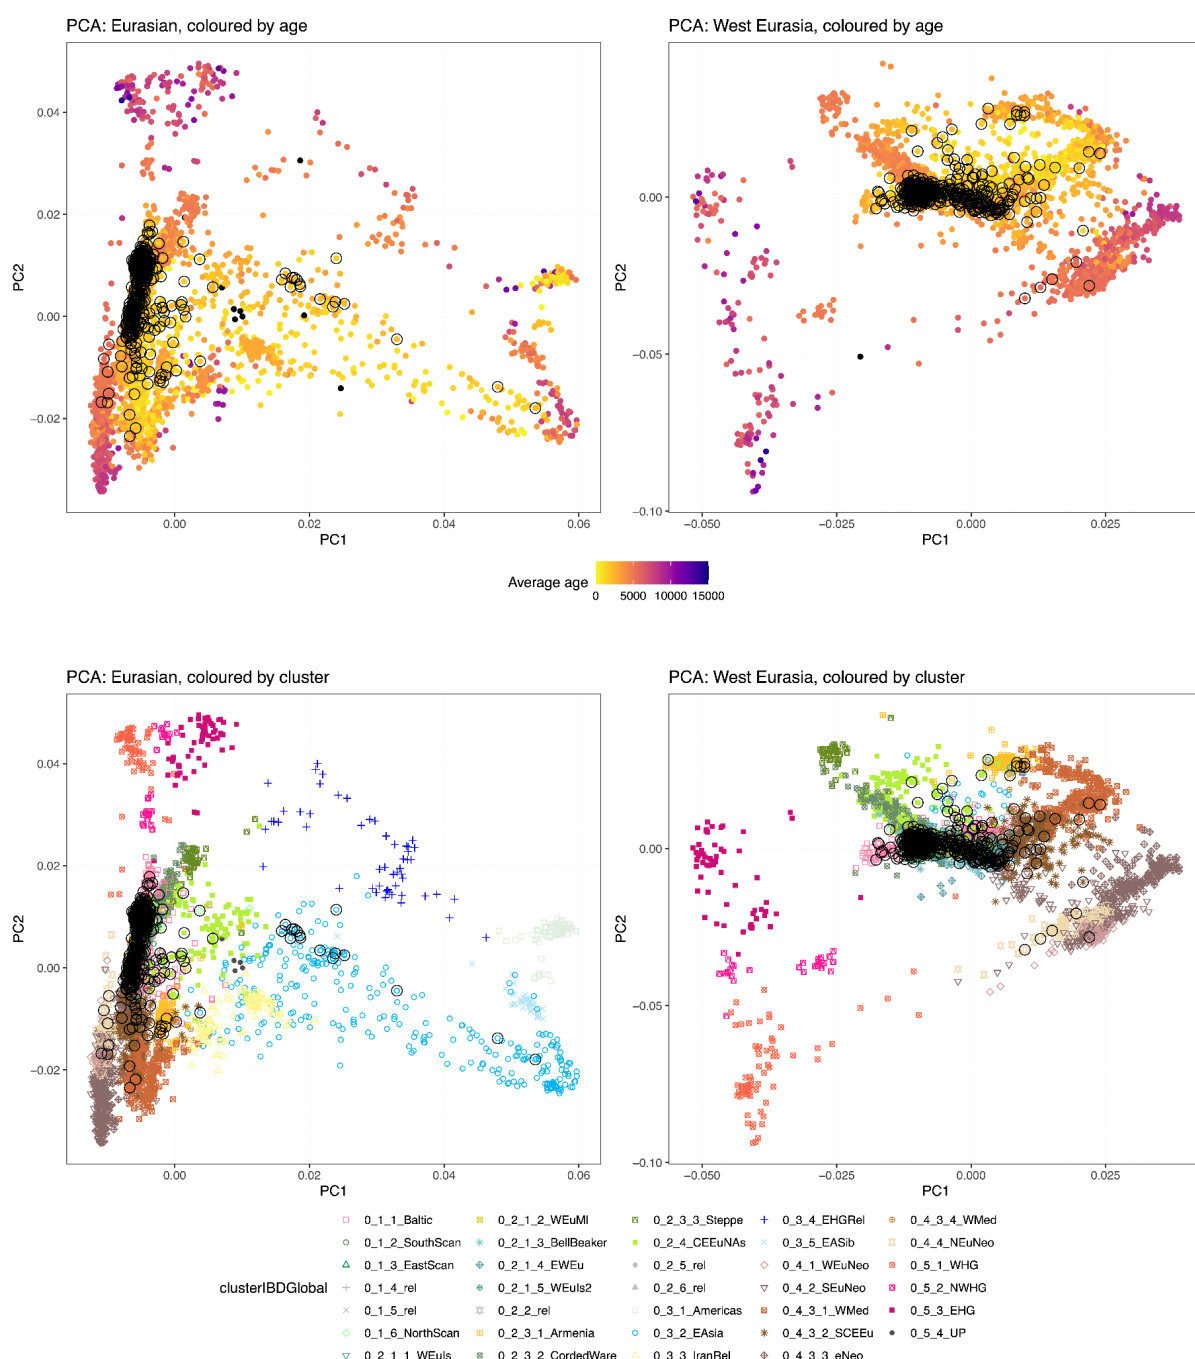 PCA: Eurasian, coloured by age
PCA: West Eurasia, coloured by age
0.04
0.02
0.00
−0.02
PC2
0.00
0.02
0.04
0.06
PC1
0.00
−0.05
−0.10
PC2
−0.050
−0.025
0.000
0.025
PC1
Average age
0 5000 10000 15000
PCA: Eurasian, coloured by cluster
PCA: West Eurasia, coloured by cluster
0.04
0.02
0.00
−0.02
PC2
0.00
0.02
0.04
0.06
PC1
0.00
−0.05
−0.10
PC2
−0.050
−0.025
0.000
0.025
PC1
clusterIBDGlobal
0_1_1_Baltic
0_1_2_SouthScan
0_1_3_EastScan
0_1_4_rel
0_1_5_rel
0_1_6_NorthScan
0_2_1_1_WEuIs
0_2_1_2_WEuMI
0_2_1_3_BellBeaker
0_2_1_4_EWEu
0_2_1_5_WEuIs2
0_2_2_rel
0_2_3_1_Armenia
0_2_3_2_CordedWare
0_2_3_3_Steppe
0_2_4_CEEuNAs
0_2_5_rel
0_2_6_rel
0_3_1_Americas
0_3_2_EAsia
0_3_3_IranRel
0_3_4_EHGRel
0_3_5_EASib
0_4_1_WEuNeo
0_4_2_SEuNeo
0_4_3_1_WMed
0_4_3_2_SCEEu
0_4_3_3_eNeo
0_4_3_4_WMed
0_4_4_NEuNeo
0_5_1_WHG
0_5_2_NWHG
0_5_3_EHG
0_5_4_UP